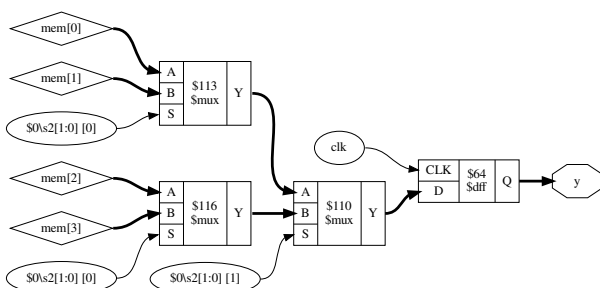 mem[0]
mem[1]
$0\s2[1:0] [0]
A
B
S
$113
$mux
Y
mem[2]
mem[3]
$0\s2[1:0] [0]
A
B
S
$116
$mux
Y
$0\s2[1:0] [1]
A
B
S
$110
$mux
Y
clk
CLK
D
$64
$dff
Q
y